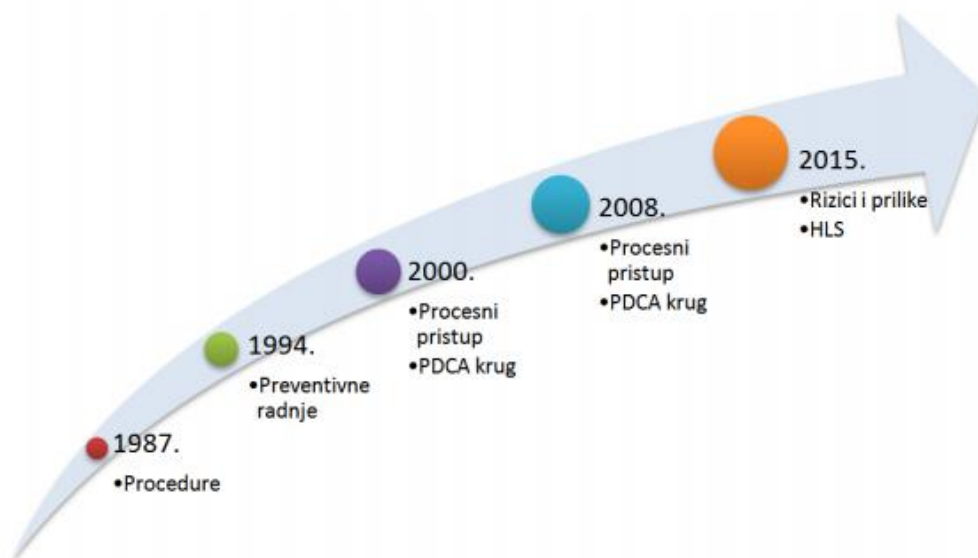 1987.
•Procedure
1994.
•Preventivne
radnje
2000.
•Procesni
pristup
•PDCA krug
2008.
•Procesni
pristup
•PDCA krug
2015.
•Rizici i prilike
•HLS